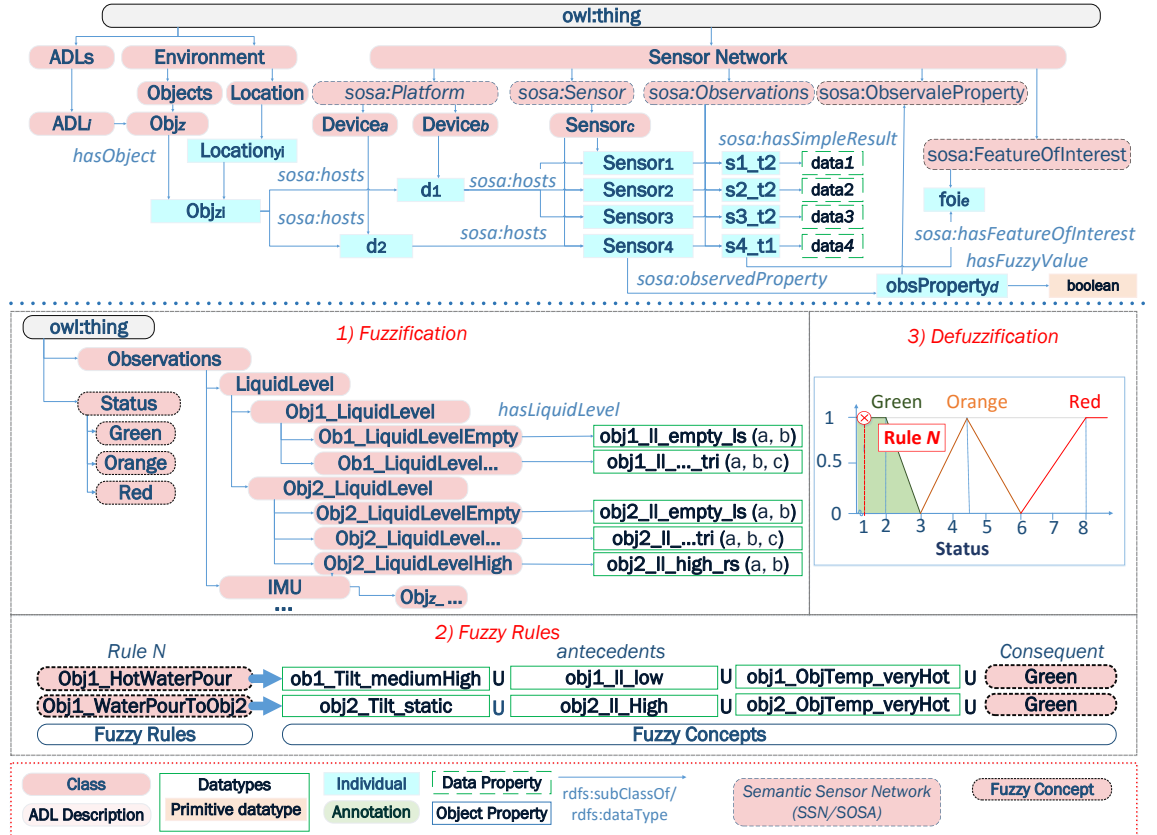 owl:thing
ADLs
Environment
Sensor Network
Objects
Location
sosa:Platform
sosa:Sensor
sosa:Observations
sosa:ObservaleProperty
ADLi
Objz
Devicea
Deviceb
Sensorc
sosa:hasSimpleResult
hasObject
Locationyi
sosa:FeatureOfInterest
Sensor1
s1_t2
data1
sosa:hosts
sosa:hosts
d1
Sensor2
s2_t2
data2
foie
Objzi
sosa:hosts
Sensor3
s3_t2
data3
sosa:hosts
sosa:hasFeatureOfInterest
d2
Sensor4
s4_t1
data4
hasFuzzyValue
sosa:observedProperty
obsPropertyd
boolean
owl:thing
1) Fuzzification
3) Defuzzification
Observations
LiquidLevel
Status
Obj1_LiquidLevel
hasLiquidLevel
Green
Ob1_LiquidLevelEmpty
obj1_ll_empty_ls (a, b)
Orange
Ob1_LiquidLevel...
obj1_ll_..._tri (a, b, c)
Red
Obj2_LiquidLevel
Obj2_LiquidLevelEmpty
obj2_ll_empty_ls (a, b)
Obj2_LiquidLevel...
obj2_ll_...tri (a, b, c)
Obj2_LiquidLevelHigh
obj2_ll_high_rs (a, b)
IMU
...
Objz_ ...
Green
Orange
Red
1
Rule N
0.5
0
1 2 3 4 5 6 7 8
Status
2) Fuzzy Rules
Rule N
antecedents
Consequent
Obj1_HotWaterPour
ob1_Tilt_mediumHigh U obj1_ll_low U obj1_ObjTemp_veryHot U Green
Obj1_WaterPourToObj2
obj2_Tilt_static U obj2_ll_High U obj2_ObjTemp_veryHot U Green
Fuzzy Rules
Fuzzy Concepts
Class
Datatypes
Individual
Data Property
rdfs:subClassOf/
rdfs:dataType
Semantic Sensor Network
(SSN/SOSA)
Fuzzy Concept
ADL Description
Primitive datatype
Annotation
Object Property